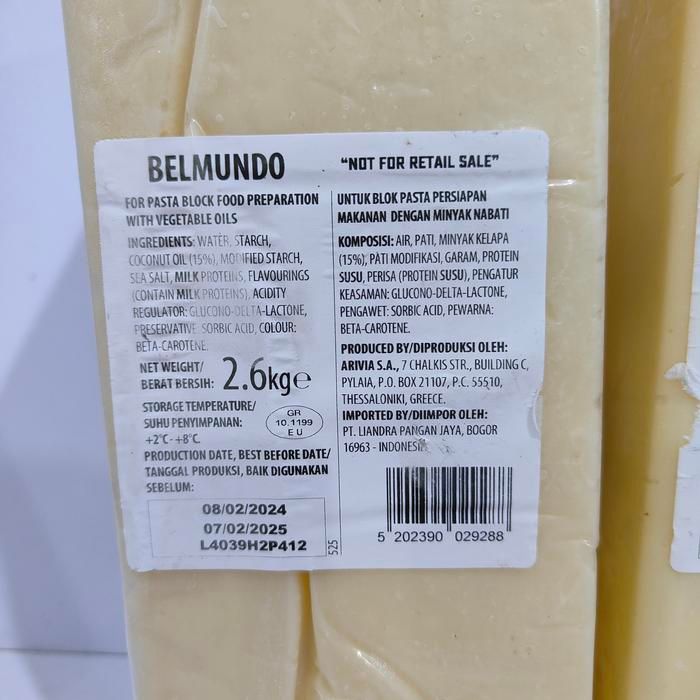 BELMUNDO
"NOT FOR RETAIL SALE"
FOR PASTA BLOCK FOOD PREPARATION
WITH VEGETABLE OILS
INGREDIENTS: WATER, STARCH,
COCONUT OIL (15%), MODIFIED STARCH,
SEA SALT, MILK PROTEINS, FLAVOURINGS
(CONTAIN MILK PROTEINS), ACIDITY
REGULATOR: GLUCONO-DELTA-LACTONE,
PRESERVATIVE: SORBIC ACID, COLOUR:
BETA-CAROTENE.
NET WEIGHT/
BERAT BERSIH: 2.6kg℮
STORAGE TEMPERATURE/
SUHU PENYIMPANAN:
+2°C-+8°C.
GR
10.1199
EU
PRODUCTION DATE, BEST BEFORE DATE/
TANGGAL PRODUKSI, BAIK DIGUNAKAN
SEBELUM:
08/02/2024
07/02/2025
L4039H2P412
525
UNTUK BLOK PASTA PERSIAPAN
MAKANAN DENGAN MINYAK NABATI
KOMPOSISI: AIR, PATI, MINYAK KELAPA
(15%), PATI MODIFIKASI, GARAM, PROTEIN
SUSU, PERISA (PROTEIN SUSU), PENGATUR
KEASAMAN: GLUCONO-DELTA-LACTONE,
PENGAWET: SORBIC ACID, PEWARNA:
BETA-CAROTENE.
PRODUCED BY/DIPRODUKSI OLEH:
ARIVIA S.A., 7 CHALKIS STR., BUILDING C,
PYLAIA, P.O. BOX 21107, P.C. 55510,
THESSALONIKI, GREECE.
IMPORTED BY/DIIMPOR OLEH:
PT. LIANDRA PANGAN JAYA, BOGOR
16963 - INDONESIA
5 202390 029288